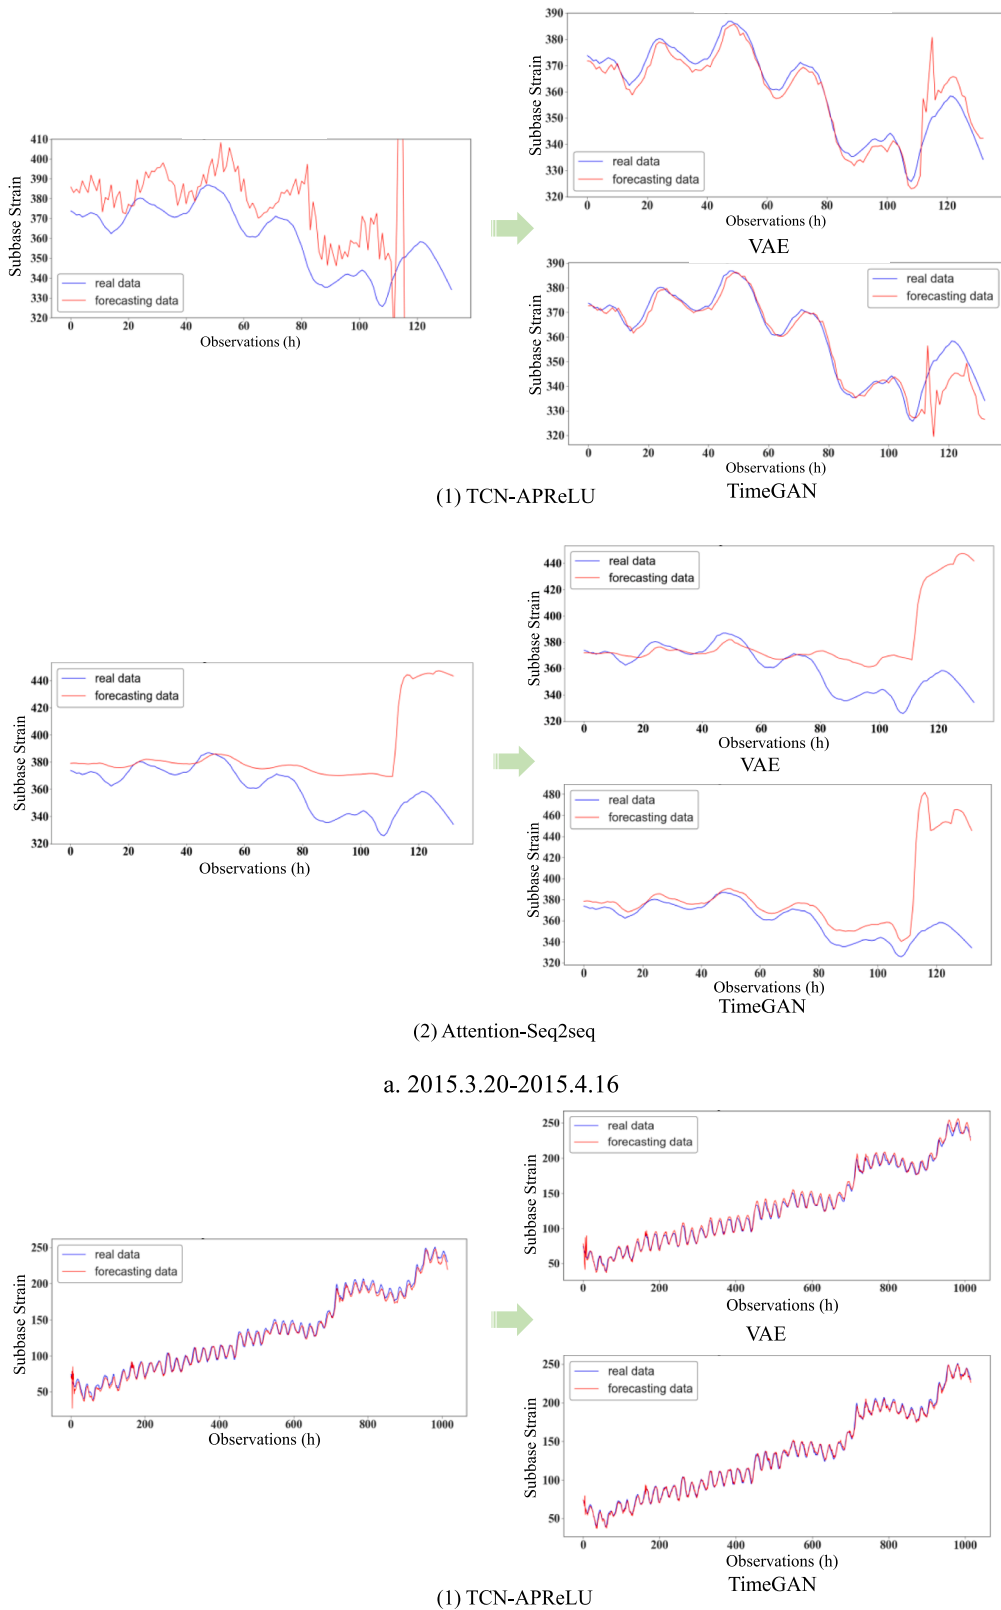 410
400
390
380
370
360
350
340
330
320
Subbase Strain
real data
forecasting data
0 20 40 60 80 100 120
Observations (h)
390
380
370
360
350
340
330
320
Subbase Strain
real data
forecasting data
0 20 40 60 80 100 120
Observations (h)
VAE
390
380
370
360
350
340
330
320
Subbase Strain
real data
forecasting data
0 20 40 60 80 100 120
Observations (h)
TimeGAN
(1) TCN-APReLU
440
420
400
380
360
340
320
Subbase Strain
real data
forecasting data
0 20 40 60 80 100 120
Observations (h)
440
420
400
380
360
340
320
Subbase Strain
real data
forecasting data
0 20 40 60 80 100 120
Observations (h)
VAE
480
460
440
420
400
380
360
340
320
Subbase Strain
real data
forecasting data
0 20 40 60 80 100 120
Observations (h)
TimeGAN
(2) Attention-Seq2seq
a. 2015.3.20-2015.4.16
250
200
150
100
50
Subbase Strain
real data
forecasting data
0 200 400 600 800 1000
Observations (h)
250
200
150
100
50
Subbase Strain
real data
forecasting data
0 200 400 600 800 1000
Observations (h)
VAE
250
200
150
100
50
Subbase Strain
real data
forecasting data
0 200 400 600 800 1000
Observations (h)
TimeGAN
(1) TCN-APReLU